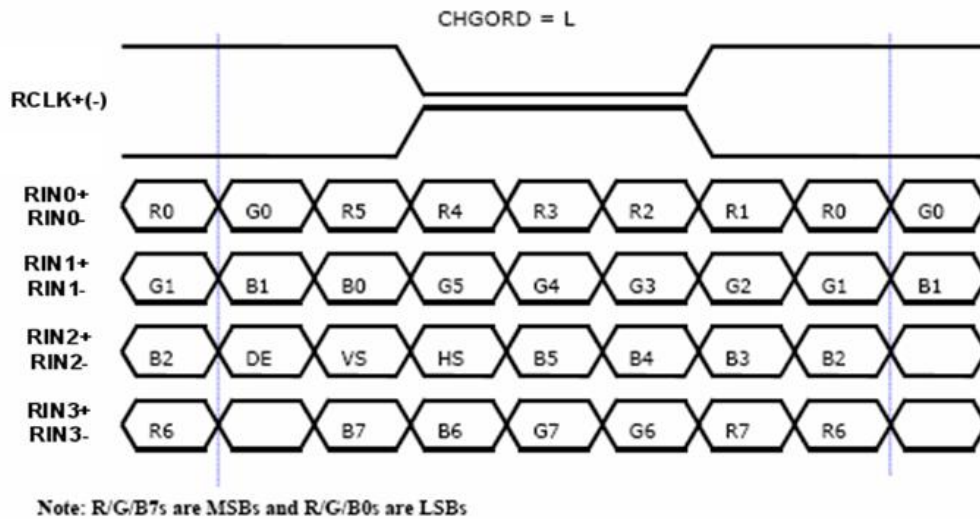 CHGORD = L
RCLK+(-)
RIN0+
RIN0-
R0 G0 R5 R4 R3 R2 R1 R0 G0
RIN1+
RIN1-
G1 B1 B0 G5 G4 G3 G2 G1 B1
RIN2+
RIN2-
B2 DE VS HS B5 B4 B3 B2
RIN3+
RIN3-
R6 B7 B6 G7 G6 R7 R6
Note: R/G/B7s are MSBs and R/G/B0s are LSBs